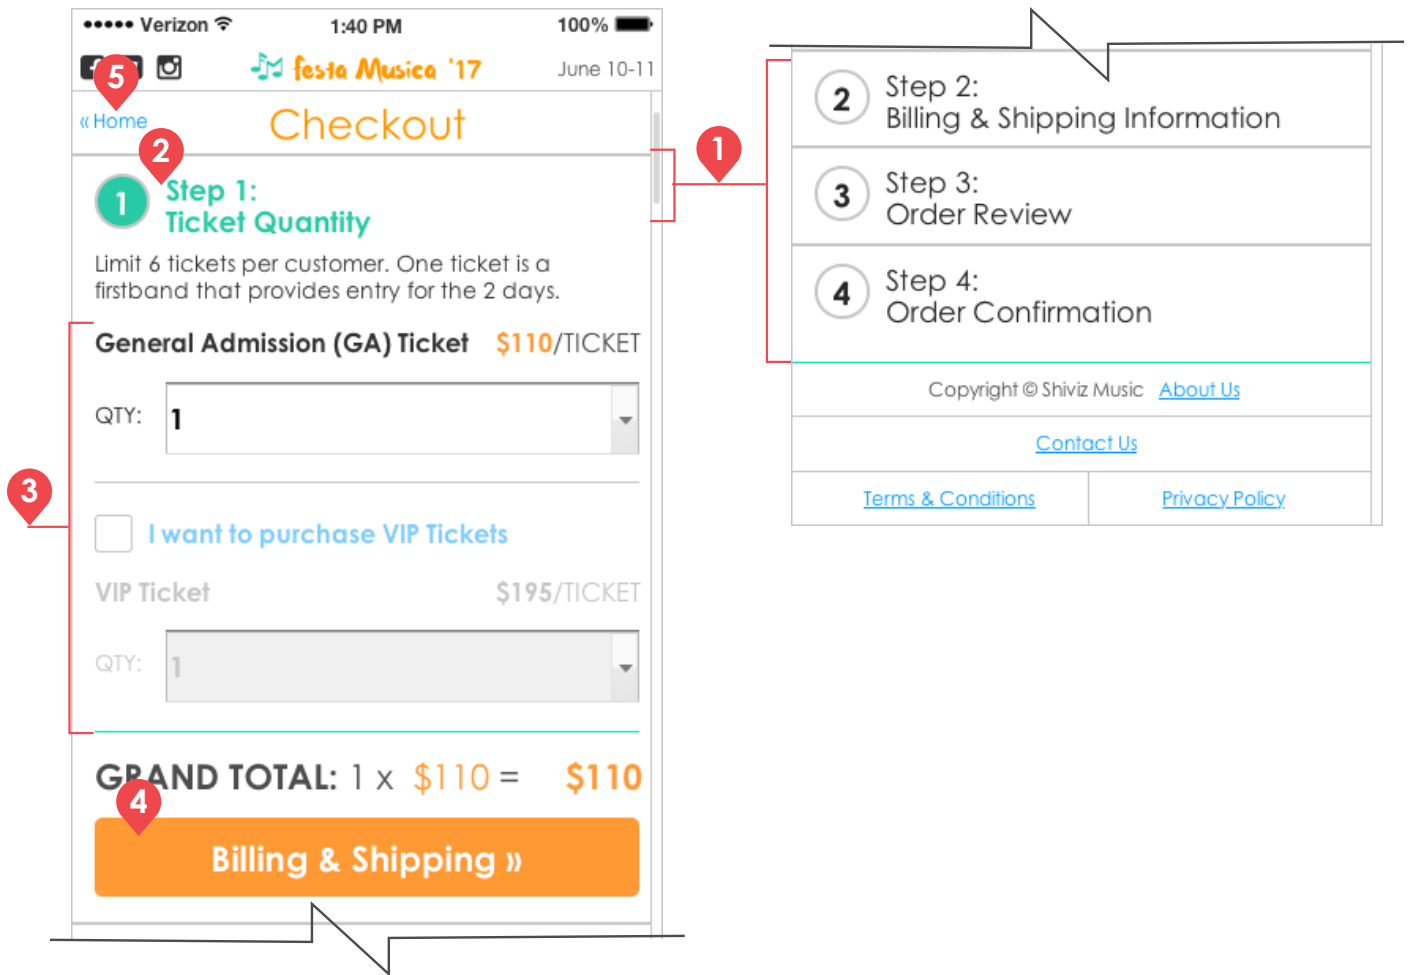 Verizon
1:40 PM
100%
festa Musica '17
June 10-11
5
« Home
Checkout
2
1
Step 1:
Ticket Quantity
Limit 6 tickets per customer. One ticket is a
firstband that provides entry for the 2 days.
3
General Admission (GA) Ticket $110/TICKET
QTY: 1
I want to purchase VIP Tickets
VIP Ticket $195/TICKET
QTY: 1
GRAND TOTAL: 1 x $110 = $110
4
Billing & Shipping »
1
2
Step 2:
Billing & Shipping Information
3
Step 3:
Order Review
4
Step 4:
Order Confirmation
Copyright © Shiviz Music About Us
Contact Us
Terms & Conditions
Privacy Policy